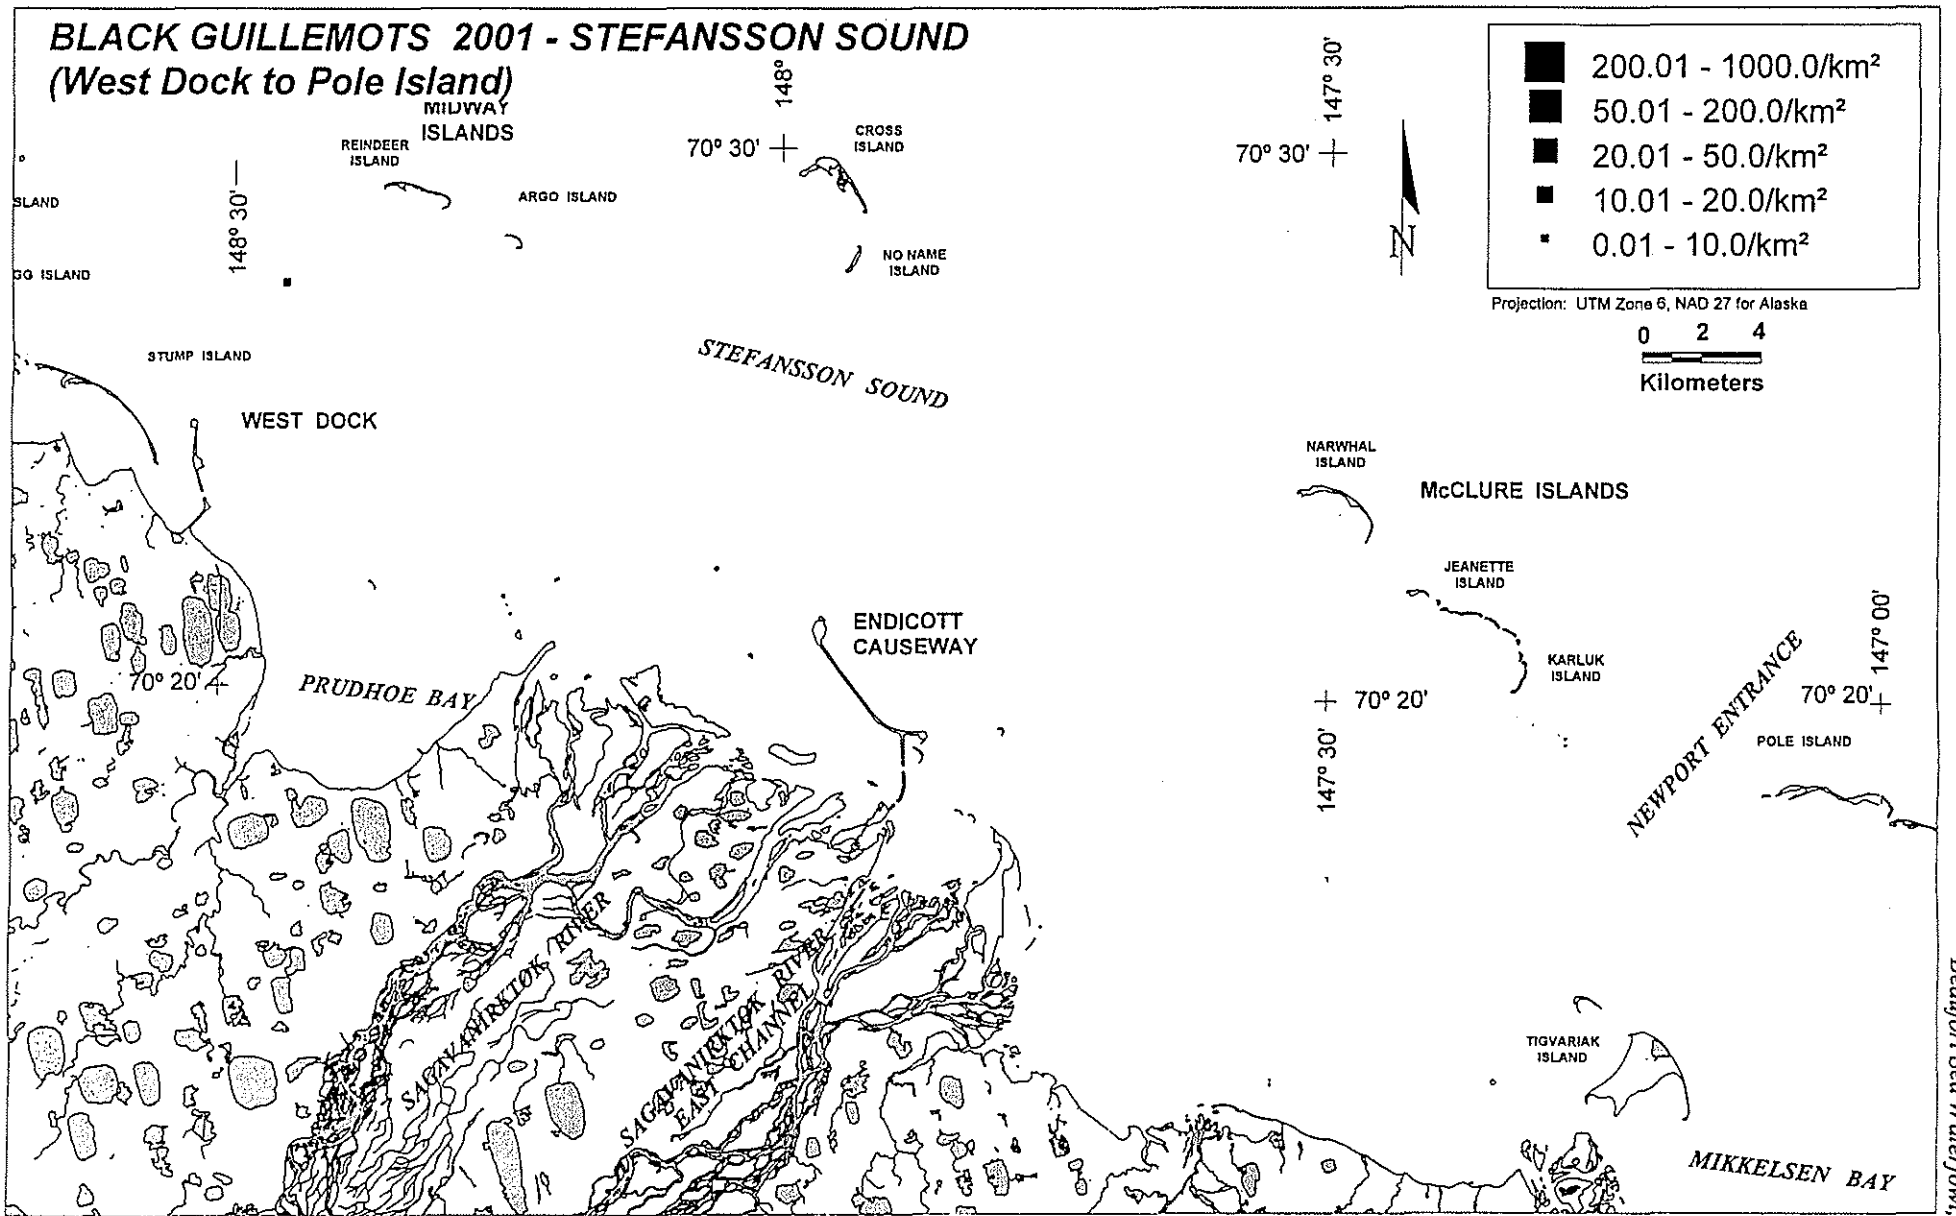 BLACK GUILLEMOTS 2001 - STEFANSSON SOUND
(West Dock to Pole Island)
MIDWAY
ISLANDS
REINDEER
ISLAND
ARGO ISLAND
148°
70° 30'
CROSS
ISLAND
NO NAME
ISLAND
147° 30'
70° 30'
N
200.01 - 1000.0/km²
50.01 - 200.0/km²
20.01 - 50.0/km²
10.01 - 20.0/km²
0.01 - 10.0/km²
Projection: UTM Zone 6, NAD 27 for Alaska
0 2 4
Kilometers
SLAND
148° 30'
GO ISLAND
STUMP ISLAND
WEST DOCK
STEFANSSON SOUND
NARWHAL
ISLAND
McCLURE ISLANDS
JEANETTE
ISLAND
KARLUK
ISLAND
ENDICOTT
CAUSEWAY
70° 20'
PRUDHOE BAY
70° 20'
147° 30'
NEWPORT ENTRANCE
147° 00'
70° 20'
POLE ISLAND
SAGAVANIRKTOK RIVER
SAGAVANIRKTOK RIVER
EAST CHANNEL
TIGVARIAK
ISLAND
MIKKELSEN BAY